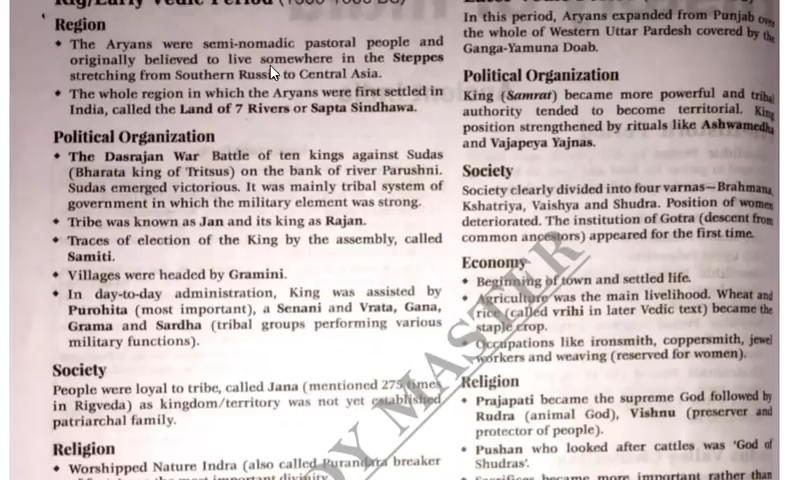 Rig/Early Vedic Period
Region
• The Aryans were semi-nomadic pastoral people and
originally believed to live somewhere in the Steppes
stretching from Southern Russia to Central Asia.
• The whole region in which the Aryans were first settled in
India, called the Land of 7 Rivers or Sapta Sindhawa.
Political Organization
• The Dasrajan War Battle of ten kings against Sudas
(Bharata king of Tritsus) on the bank of river Parushni.
Sudas emerged victorious. It was mainly tribal system of
government in which the military element was strong.
• Tribe was known as Jan and its king as Rajan.
• Traces of election of the King by the assembly, called
Samiti.
• Villages were headed by Gramini.
• In day-to-day administration, King was assisted by
Purohita (most important), a Senani and Vrata, Gana,
Grama and Sardha (tribal groups performing various
military functions).
Society
People were loyal to tribe, called Jana (mentioned 275 times
in Rigveda) as kingdom/territory was not yet established
patriarchal family.
Religion
• Worshipped Nature Indra (also called Purandara breaker
In this period, Aryans expanded from Punjab over
the whole of Western Uttar Pardesh covered by the
Ganga-Yamuna Doab.
Political Organization
King (Samrat) became more powerful and tribal
authority tended to become territorial. King
position strengthened by rituals like Ashwamedha
and Vajapeya Yajnas.
Society
Society clearly divided into four varnas—Brahmana,
Kshatriya, Vaishya and Shudra. Position of women
deteriorated. The institution of Gotra (descent from
common ancestors) appeared for the first time.
Economy
• Beginning of town and settled life.
• Agriculture was the main livelihood. Wheat and
rice (called vrihi in later Vedic text) became the
staple crop.
• Occupations like ironsmith, coppersmith, jewel
workers and weaving (reserved for women).
Religion
• Prajapati became the supreme God followed by
Rudra (animal God), Vishnu (preserver and
protector of people).
• Pushan who looked after cattles was 'God of
Shudras'.
• Sacrifices became more important rather than
DY MASTER